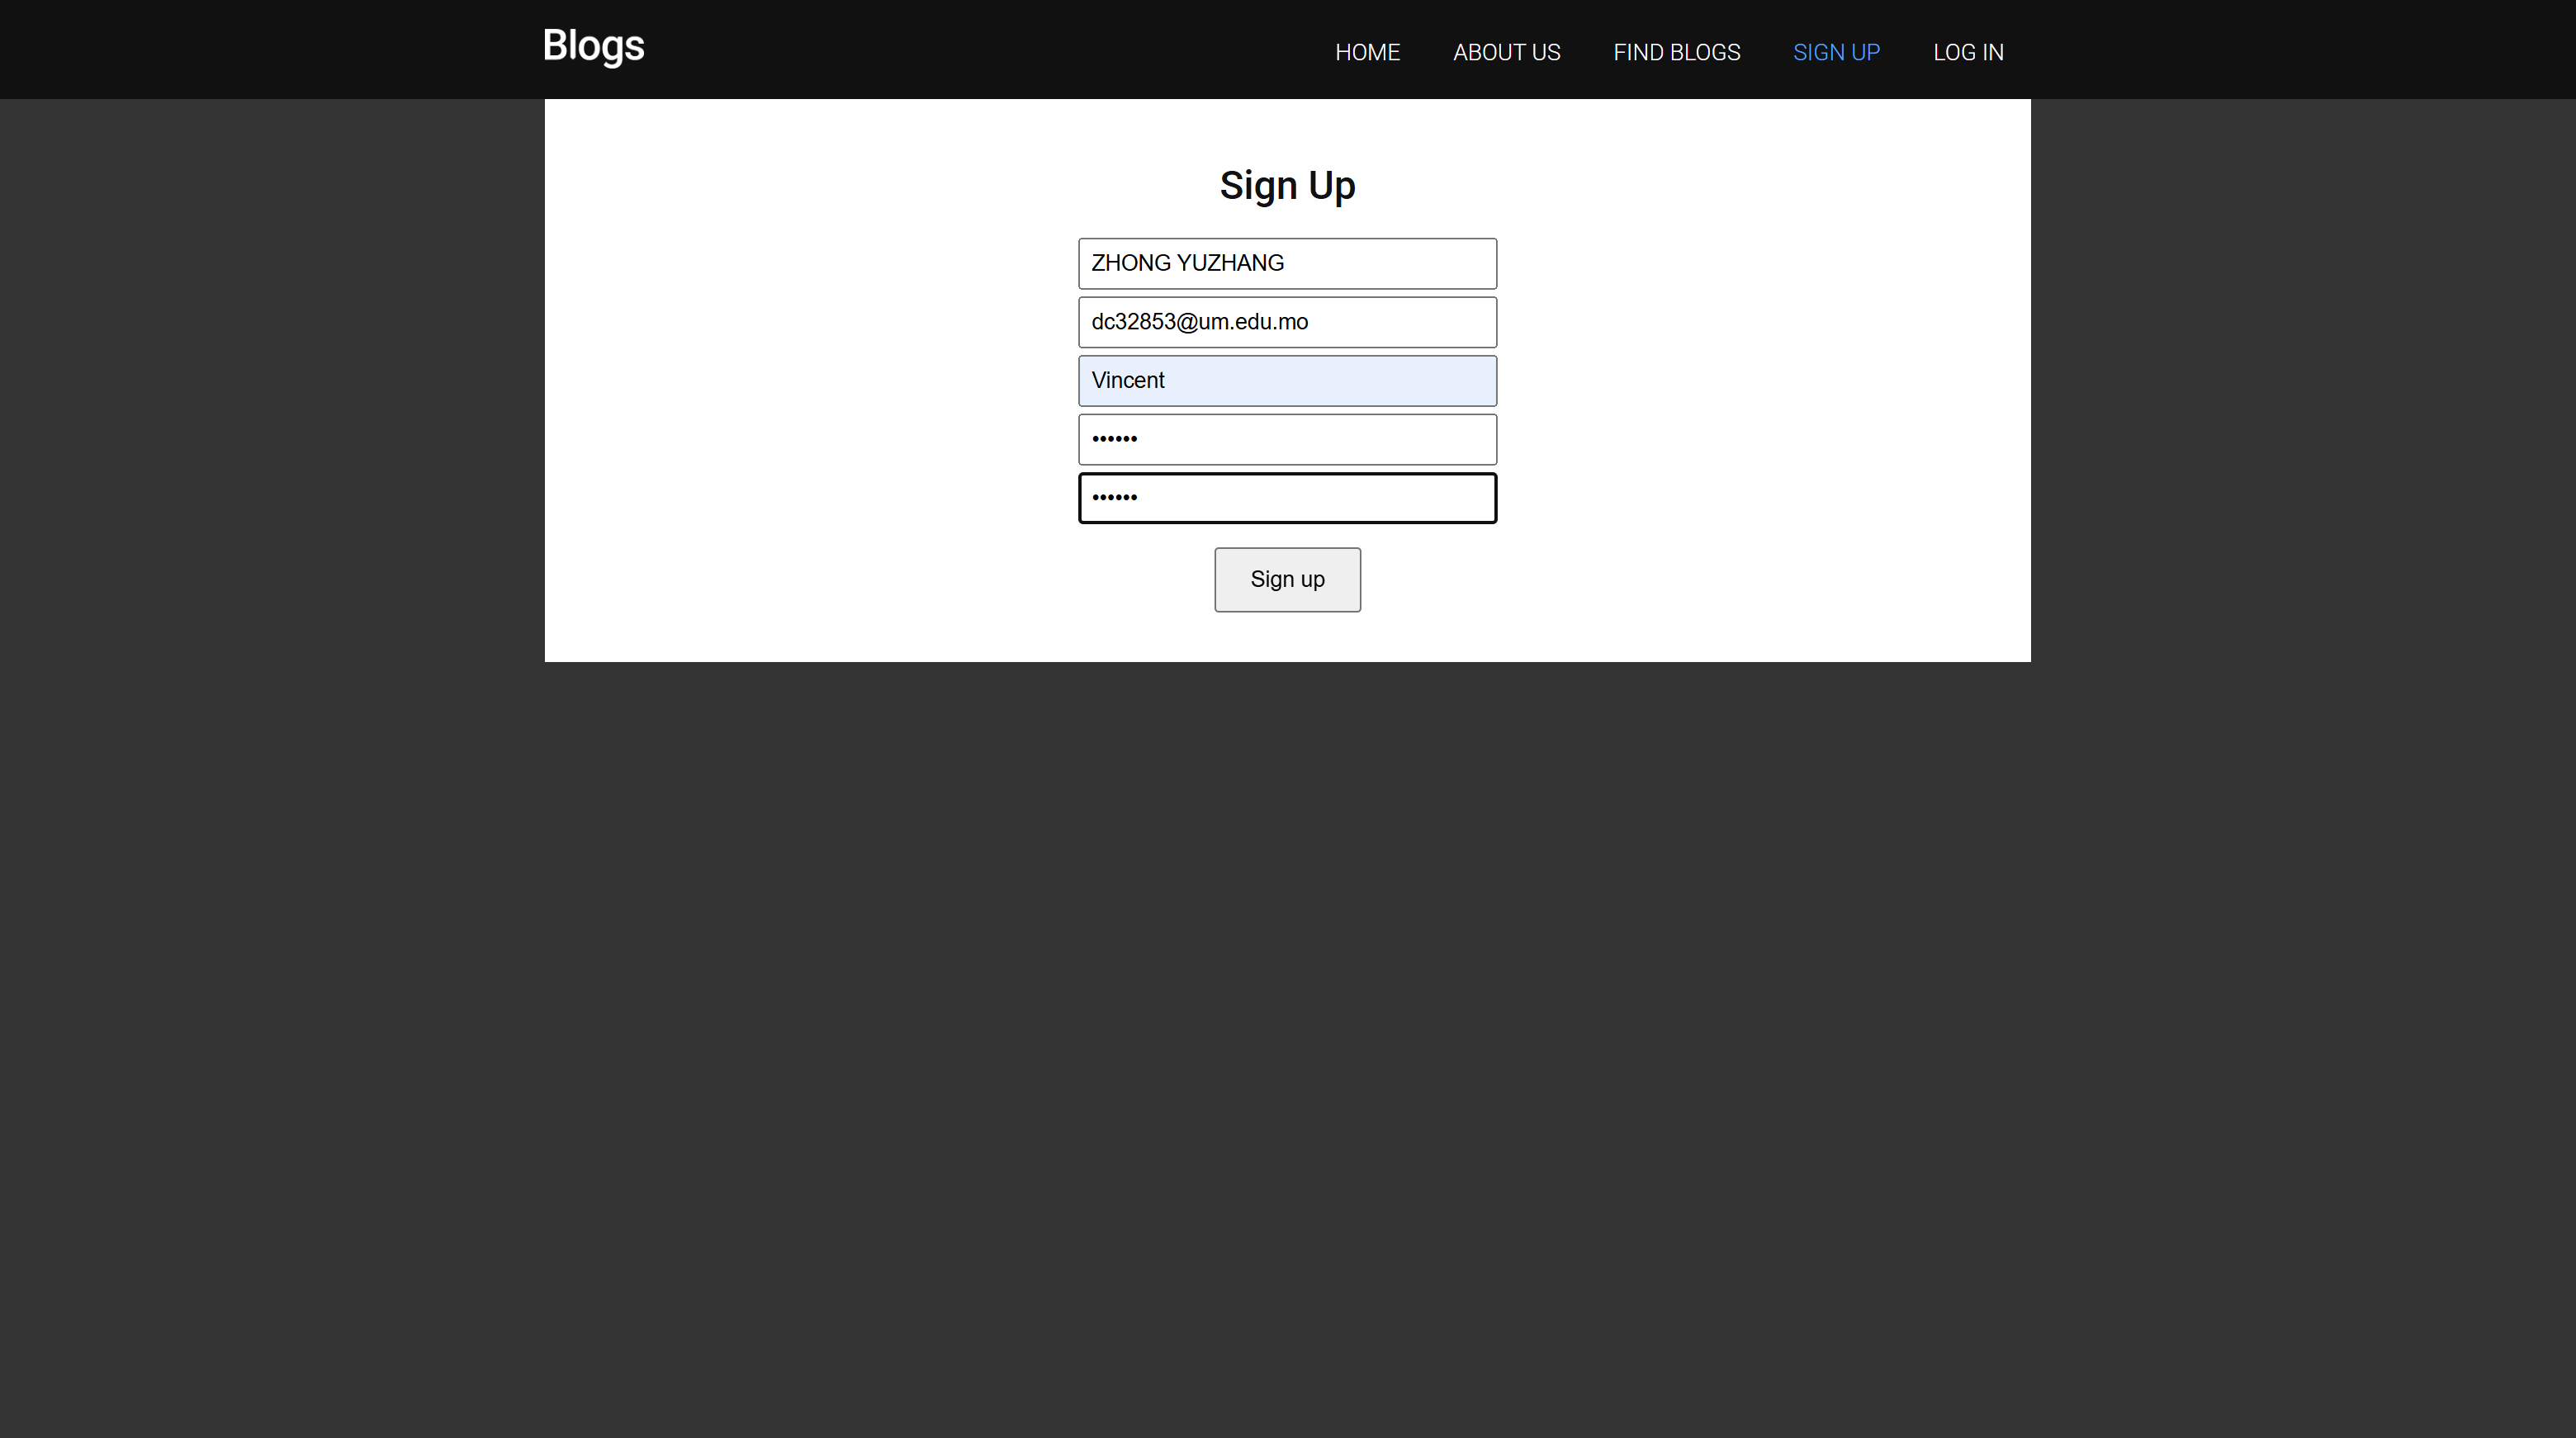 Blogs
HOME ABOUT US FIND BLOGS SIGN UP LOG IN
Sign Up
ZHONG YUZHANG
dc32853@um.edu.mo
Vincent
••••••
••••••
Sign up